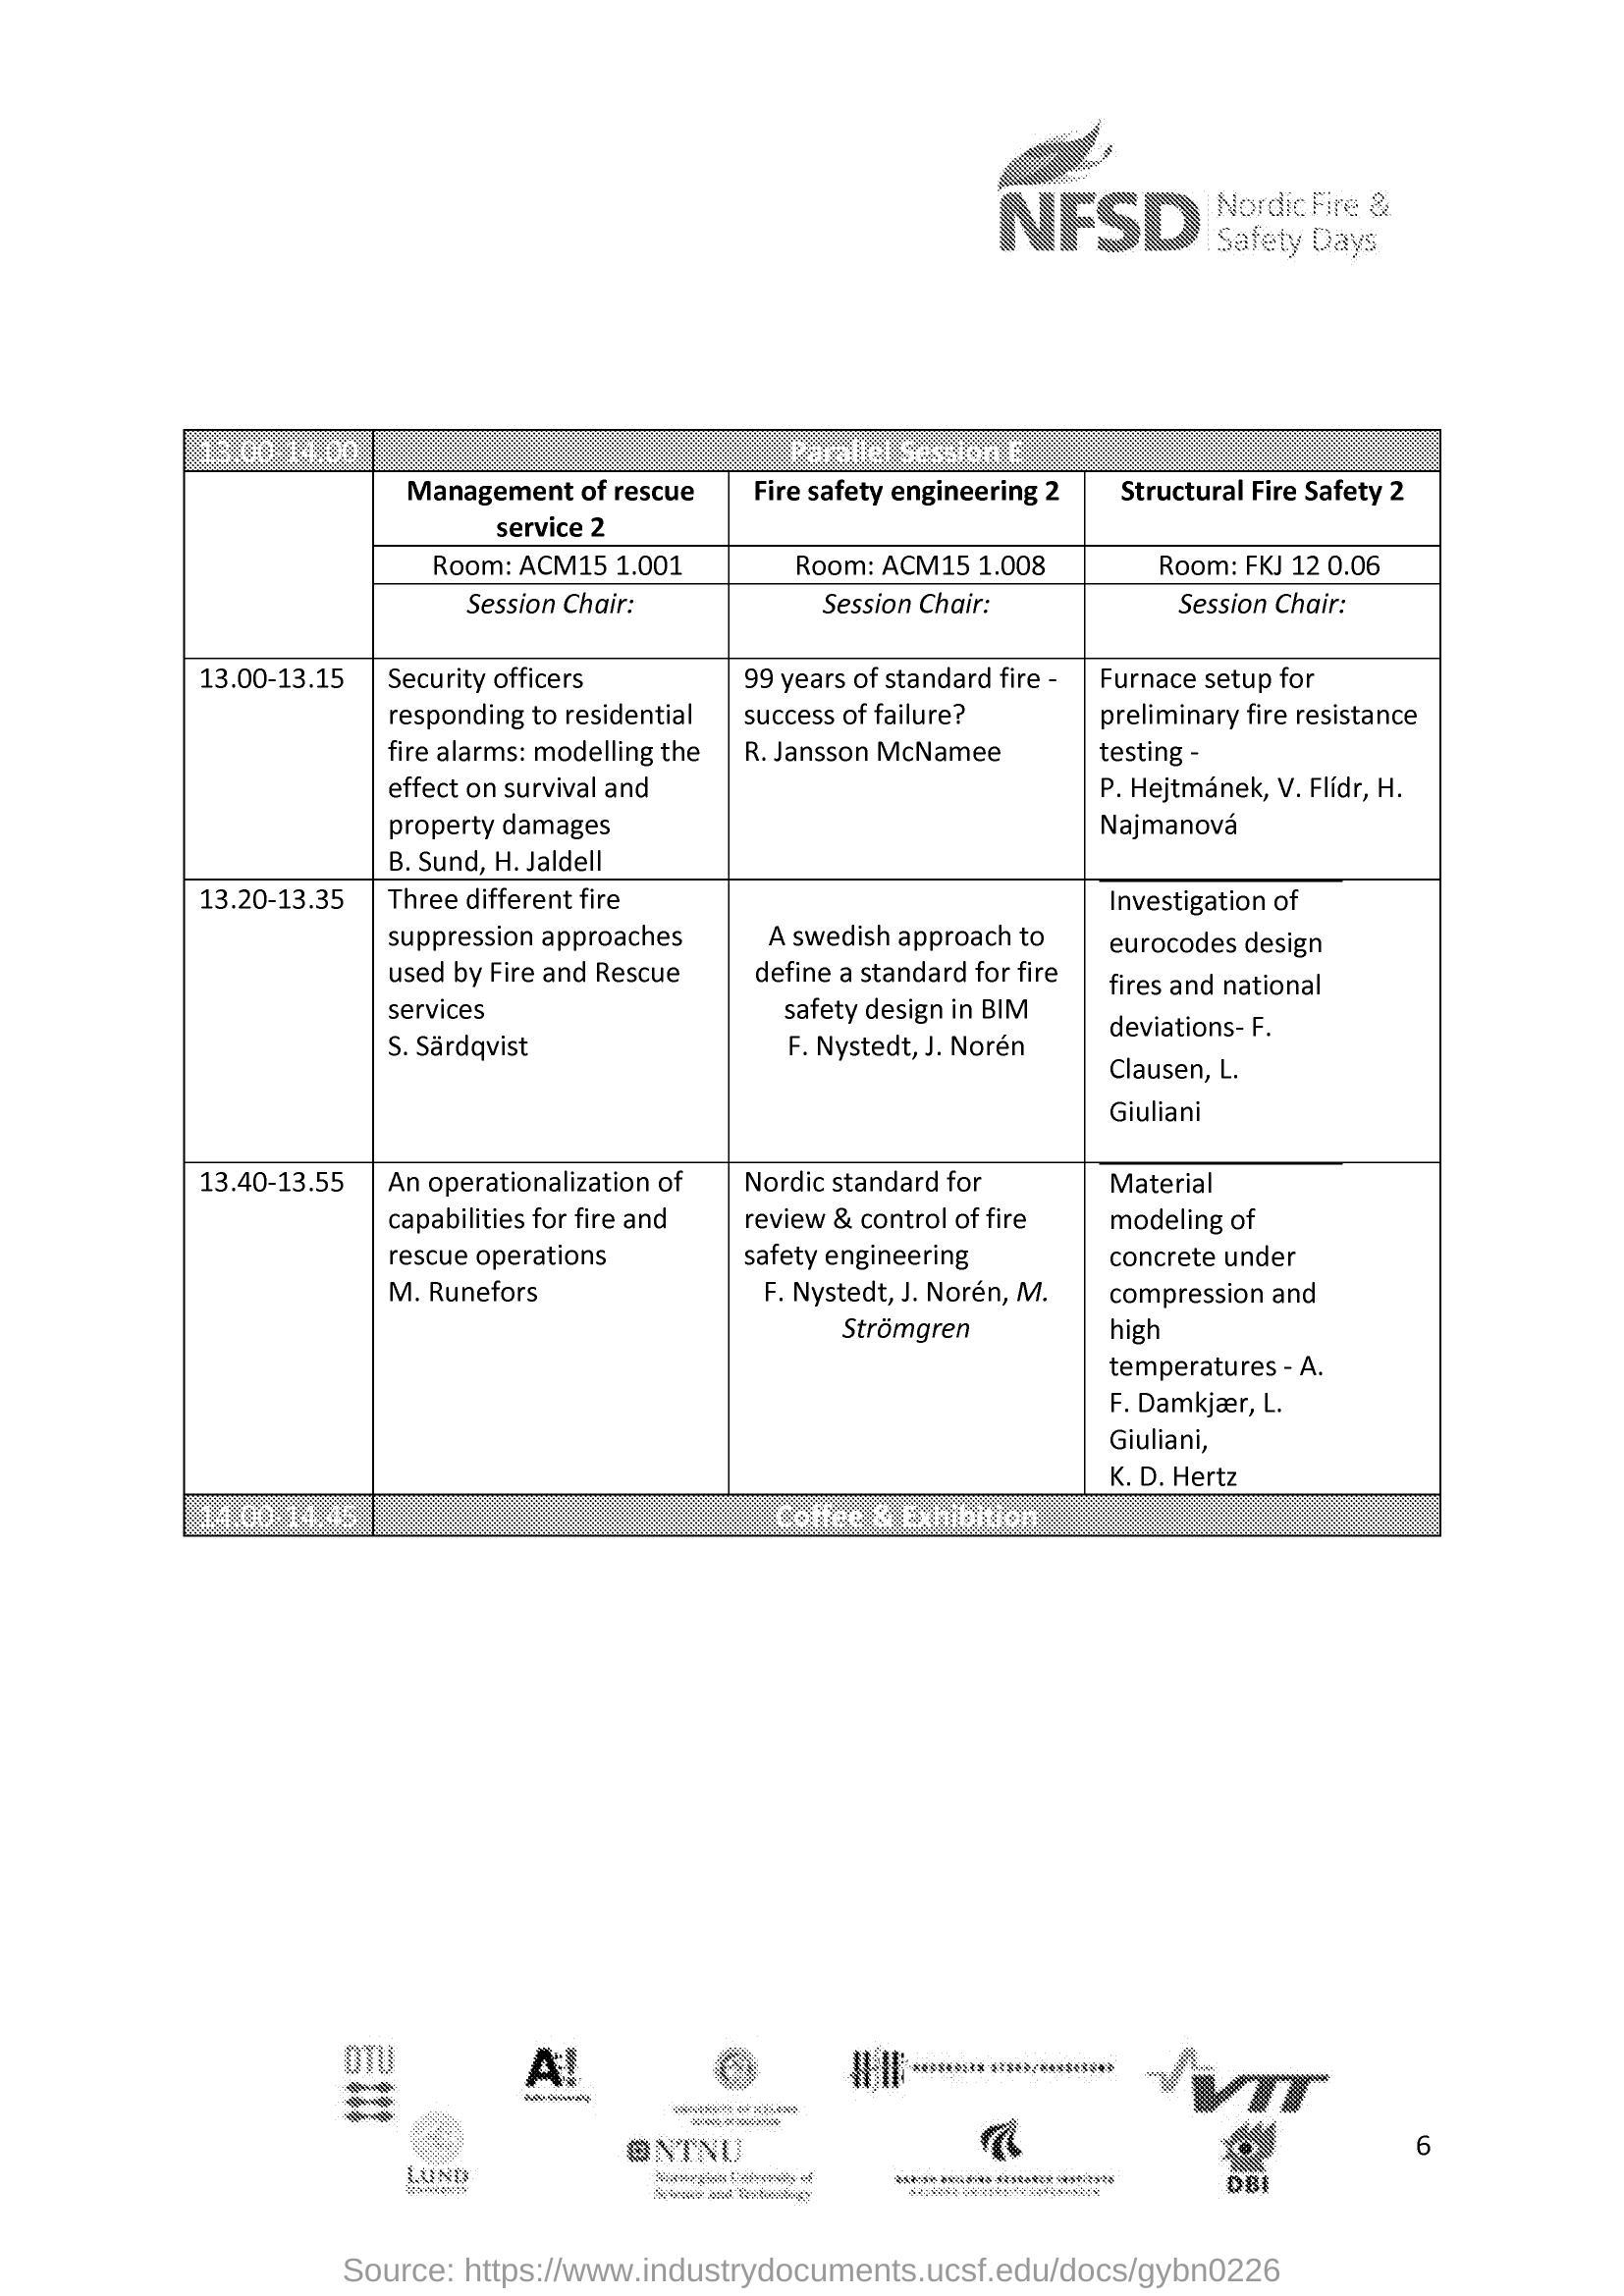 NFSD Nordic Fire &
Safety Days
13.00-14.00 Parallel Session E
Management of rescue
service 2
Fire safety engineering 2
Structural Fire Safety 2
Room: ACM15 1.001
Room: ACM15 1.008
Room: FKJ 12 0.06
Session Chair:
Session Chair:
Session Chair:
13.00-13.15
Security officers
responding to residential
fire alarms: modelling the
effect on survival and
property damages
B. Sund, H. Jaldell
99 years of standard fire -
success of failure?
R. Jansson McNamee
Furnace setup for
preliminary fire resistance
testing -
P. Hejtmánek, V. Flídr, H.
Najmanová
13.20-13.35
Three different fire
suppression approaches
used by Fire and Rescue
services
S. Särdqvist
A swedish approach to
define a standard for fire
safety design in BIM
F. Nystedt, J. Norén
Investigation of
eurocodes design
fires and national
deviations- F.
Clausen, L.
Giuliani
13.40-13.55
An operationalization of
capabilities for fire and
rescue operations
M. Runefors
Nordic standard for
review & control of fire
safety engineering
F. Nystedt, J. Norén, M.
Strömgren
Material
modeling of
concrete under
compression and
high
temperatures - A.
F. Damkjær, L.
Giuliani,
K. D. Hertz
14.00-14.45 Coffee & Exhibition
DTU
A!
VTT
LUND
NTNU
Norwegian University of
Science and Technology
DANISH BUILDING RESEARCH INSTITUTE
DBI
6
Source: https://www.industrydocuments.ucsf.edu/docs/gybn0226